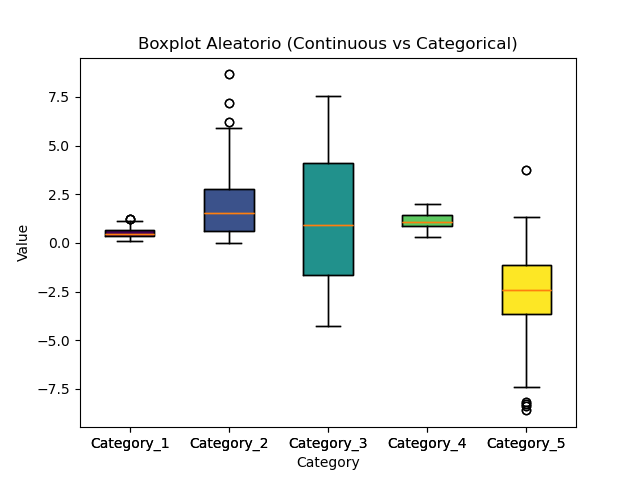 Boxplot Aleatorio (Continuous vs Categorical)
7.5
5.0
2.5
0.0
−2.5
−5.0
−7.5
Value
Category_1 Category_2 Category_3 Category_4 Category_5
Category